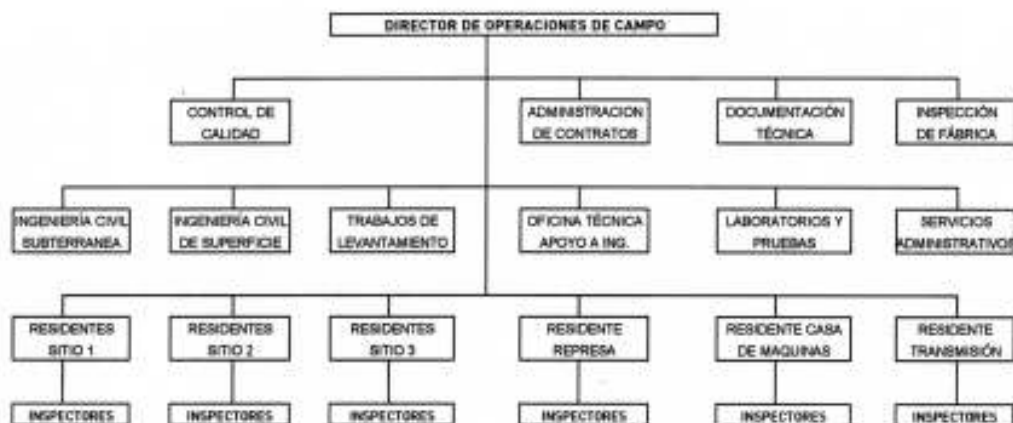 DIRECTOR DE OPERACIONES DE CAMPO
CONTROL DE
CALIDAD
ADMINISTRACION
DE CONTRATOS
DOCUMENTACIÓN
TÉCNICA
INSPECCIÓN
DE FÁBRICA
INGENIERÍA CIVIL
SUBTERRANEA
INGENIERÍA CIVIL
DE SUPERFICIE
TRABAJOS DE
LEVANTAMIENTO
OFICINA TÉCNICA
APOYO A ING.
LABORATORIOS Y
PRUEBAS
SERVICIOS
ADMINISTRATIVOS
RESIDENTES
SITIO 1
RESIDENTES
SITIO 2
RESIDENTES
SITIO 3
RESIDENTE
REPRESA
RESIDENTE CASA
DE MAQUINAS
RESIDENTE
TRANSMISIÓN
INSPECTORES
INSPECTORES
INSPECTORES
INSPECTORES
INSPECTORES
INSPECTORES